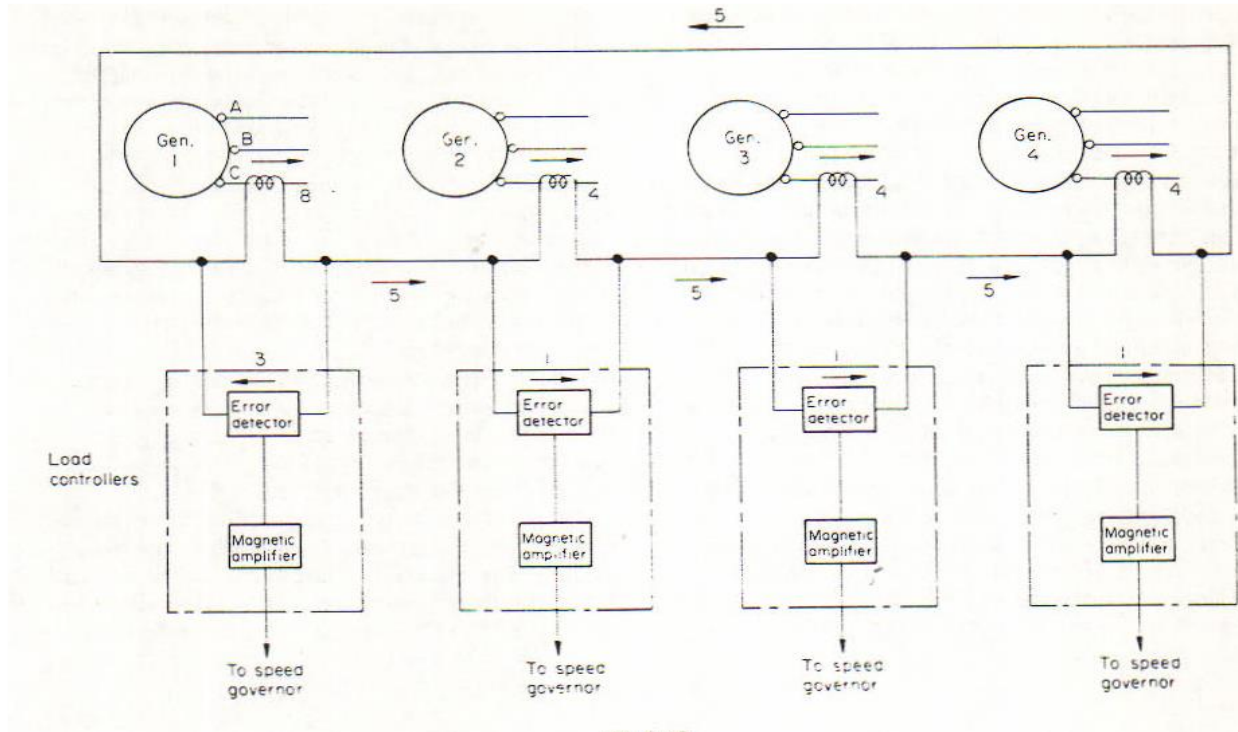 5
A
B
C
Gen.
1
8
Gen.
2
4
Gen.
3
4
Gen.
4
4
5
5
5
3
1
1
1
Error
detector
Error
detector
Error
detector
Error
detector
Load
controllers
Magnetic
amplifier
Magnetic
amplifier
Magnetic
amplifier
Magnetic
amplifier
To speed
governor
To speed
governor
To speed
governor
To speed
governor